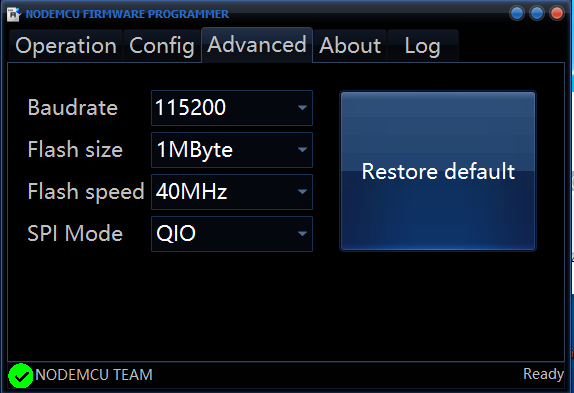 NODEMCU FIRMWARE PROGRAMMER
Operation Config Advanced About Log
Baudrate 115200
Flash size 1MByte
Flash speed 40MHz
SPI Mode QIO
Restore default
NODEMCU TEAM Ready